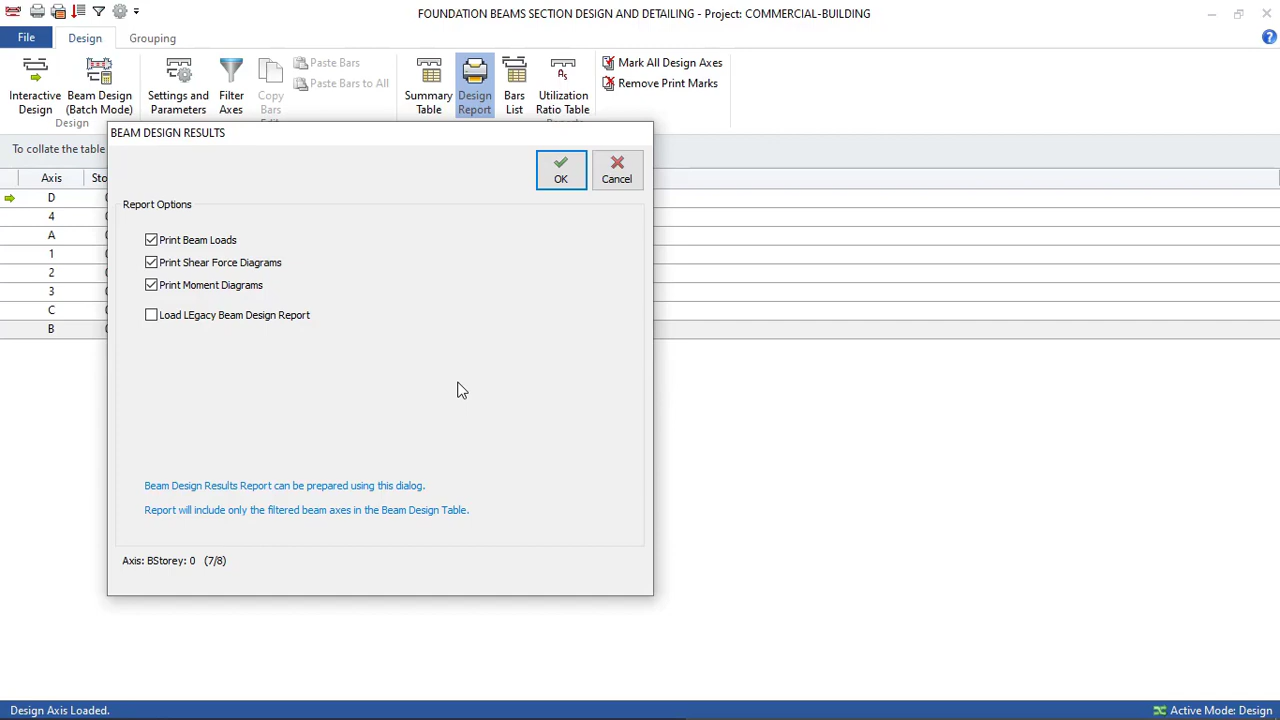 FOUNDATION BEAMS SECTION DESIGN AND DETAILING - Project: COMMERCIAL-BUILDING
File Design Grouping
Interactive Design
Beam Design (Batch Mode)
Design
Settings and Parameters
Filter Axes
Copy Bars
Paste Bars
Paste Bars to All
Summary Table
Design Report
Bars List
Utilization Ratio Table
Mark All Design Axes
Remove Print Marks
To collate the table
Axis Sto
D
4
A
1
2
3
C
B
BEAM DESIGN RESULTS
OK
Cancel
Report Options
Print Beam Loads
Print Shear Force Diagrams
Print Moment Diagrams
Load LEgacy Beam Design Report
Beam Design Results Report can be prepared using this dialog.
Report will include only the filtered beam axes in the Beam Design Table.
Axis: BStorey: 0 (7/8)
Design Axis Loaded.
Active Mode: Design